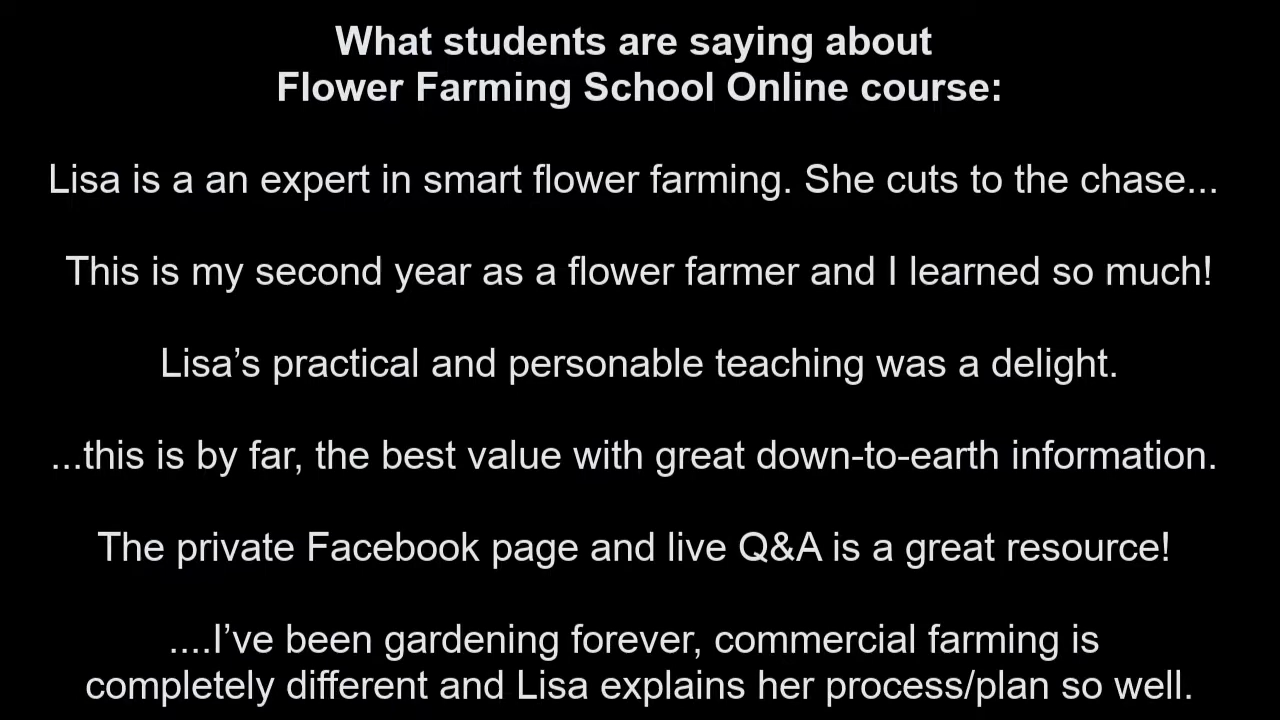 What students are saying about
Flower Farming School Online course:
Lisa is a an expert in smart flower farming. She cuts to the chase...
This is my second year as a flower farmer and I learned so much!
Lisa’s practical and personable teaching was a delight.
...this is by far, the best value with great down-to-earth information.
The private Facebook page and live Q&A is a great resource!
....I’ve been gardening forever, commercial farming is
completely different and Lisa explains her process/plan so well.